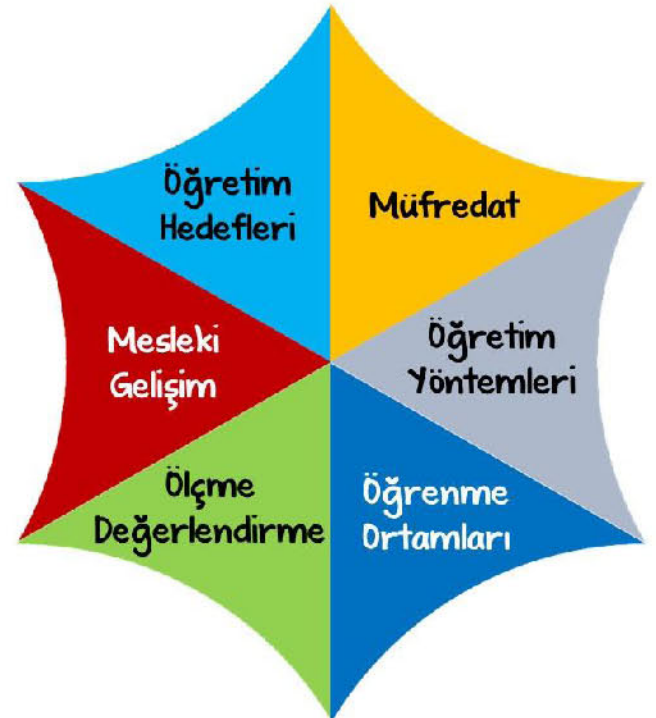 Öğretim
Hedefleri
Müfredat
Öğretim
Yöntemleri
Öğrenme
Ortamları
Ölçme
Değerlendirme
Mesleki
Gelişim